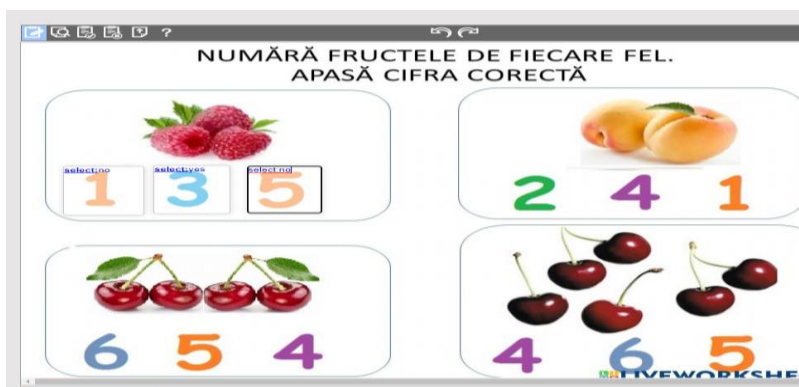 ?
NUMĂRĂ FRUCTELE DE FIECARE FEL.
APASĂ CIFRA CORECTĂ
select:no select:yes select:no
1 3 5
2 4 1
6 5 4
4 6 5
LIVEWORKSHE